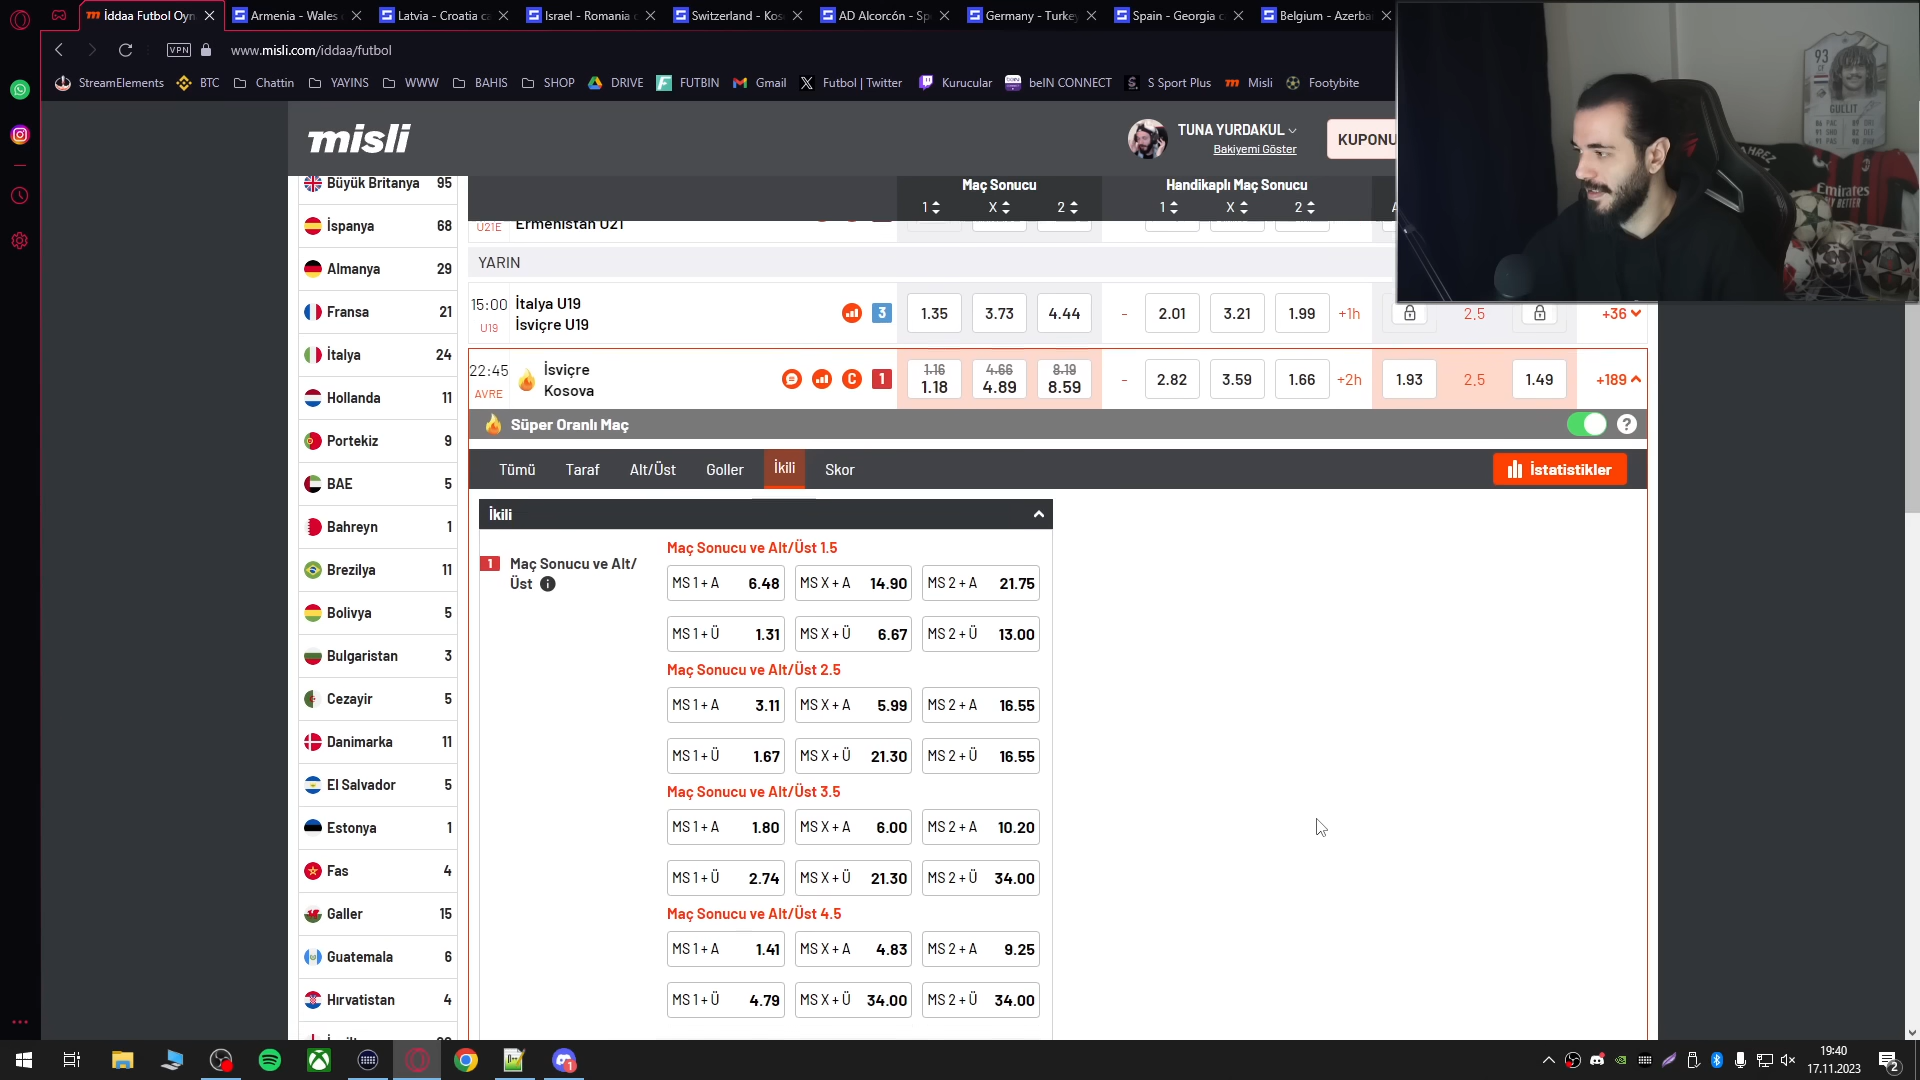 İddaa Futbol Oyn
Armenia - Wales
Latvia - Croatia ca
Israel - Romania
Switzerland - Kos
AD Alcorcón - Sp
Germany - Turkey
Spain - Georgia c
Belgium - Azerba
VPN
www.misli.com/iddaa/futbol
StreamElements
BTC
Chattin
YAYINS
WWW
BAHIS
SHOP
DRIVE
FUTBIN
Gmail
Futbol | Twitter
Kurucular
beIN CONNECT
S Sport Plus
Misli
Footybite
misli
TUNA YURDAKUL
Bakiyemi Göster
KUPONU
93
GULLIT
Emirates
FLY BETTER
Büyük Britanya 95
İspanya 68
Almanya 29
Fransa 21
İtalya 24
Hollanda 11
Portekiz 9
BAE 5
Bahreyn 1
Brezilya 11
Bolivya 5
Bulgaristan 3
Cezayir 5
Danimarka 11
El Salvador 5
Estonya 1
Fas 4
Galler 15
Guatemala 6
Hırvatistan 4
Maç Sonucu
Handikaplı Maç Sonucu
1 X 2 1 X 2
U21E Ermenistan U21
YARIN
15:00 İtalya U19
U19 İsviçre U19
3 1.35 3.73 4.44 - 2.01 3.21 1.99 +1h 2.5 +36
22:45 İsviçre
AVRE Kosova
C 1
1.16 4.66 8.19
1.18 4.89 8.59 - 2.82 3.59 1.66 +2h 1.93 2.5 1.49 +189
Süper Oranlı Maç
?
Tümü Taraf Alt/Üst Goller İkili Skor
İstatistikler
İkili
1 Maç Sonucu ve Alt/
Üst
Maç Sonucu ve Alt/Üst 1.5
MS 1 + A 6.48 MS X + A 14.90 MS 2 + A 21.75
MS 1 + Ü 1.31 MS X + Ü 6.67 MS 2 + Ü 13.00
Maç Sonucu ve Alt/Üst 2.5
MS 1 + A 3.11 MS X + A 5.99 MS 2 + A 16.55
MS 1 + Ü 1.67 MS X + Ü 21.30 MS 2 + Ü 16.55
Maç Sonucu ve Alt/Üst 3.5
MS 1 + A 1.80 MS X + A 6.00 MS 2 + A 10.20
MS 1 + Ü 2.74 MS X + Ü 21.30 MS 2 + Ü 34.00
Maç Sonucu ve Alt/Üst 4.5
MS 1 + A 1.41 MS X + A 4.83 MS 2 + A 9.25
MS 1 + Ü 4.79 MS X + Ü 34.00 MS 2 + Ü 34.00
19:40
17.11.2023
2